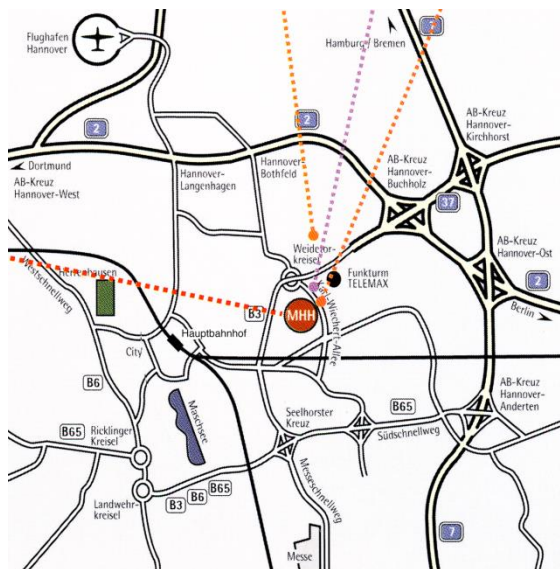 Flughafen
Hannover
Hamburg / Bremen
7
2
2
AB-Kreuz
Hannover-
Kirchhorst
Dortmund
AB-Kreuz
Hannover-West
Hannover-
Langenhagen
Hannover-
Bothfeld
AB-Kreuz
Hannover-
Buchholz
37
Weidetor-
kreisel
Funkturm
TELEMAX
AB-Kreuz
Hannover-Ost
2
Berlin
Westschnellweg
Herrenhausen
MHH
Karl-Wiechert-Allee
B3
Hauptbahnhof
City
B6
Maschsee
AB-Kreuz
Hannover-
Anderten
B65
Ricklinger
Kreisel
Seelhorster
Kreuz
B65
Südschnellweg
Landwehr-
kreisel
B3
B6
B65
Messeschnellweg
Messe
7